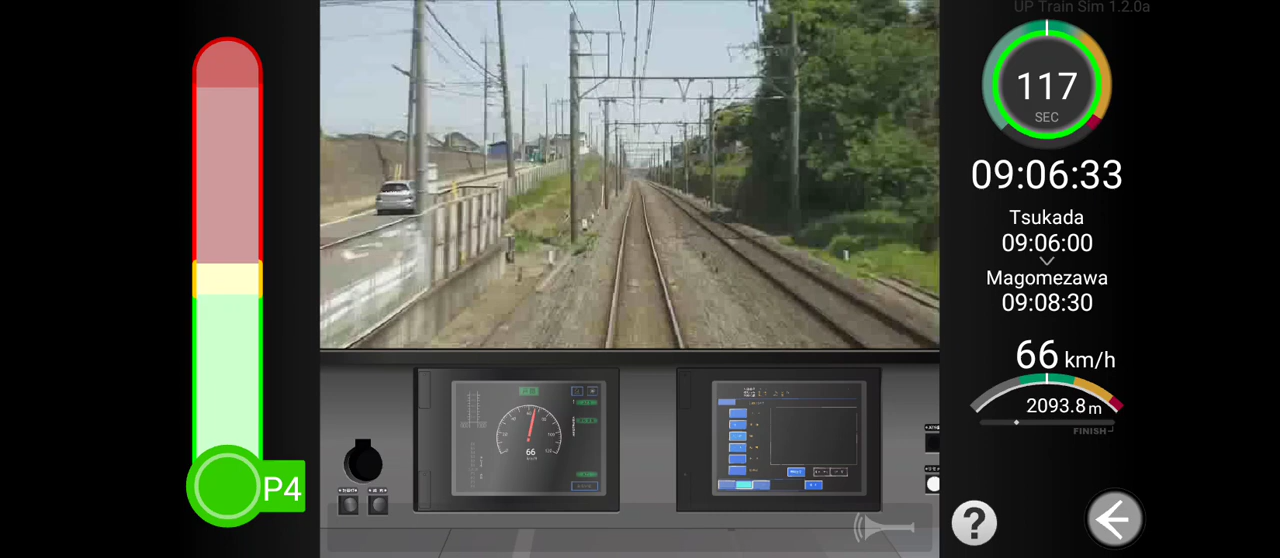 UP Train Sim 1.2.0a
117
SEC
09:06:33
Tsukada
09:06:00
Magomezawa
09:08:30
66 km/h
2093.8 m
FINISH
P4
66
?